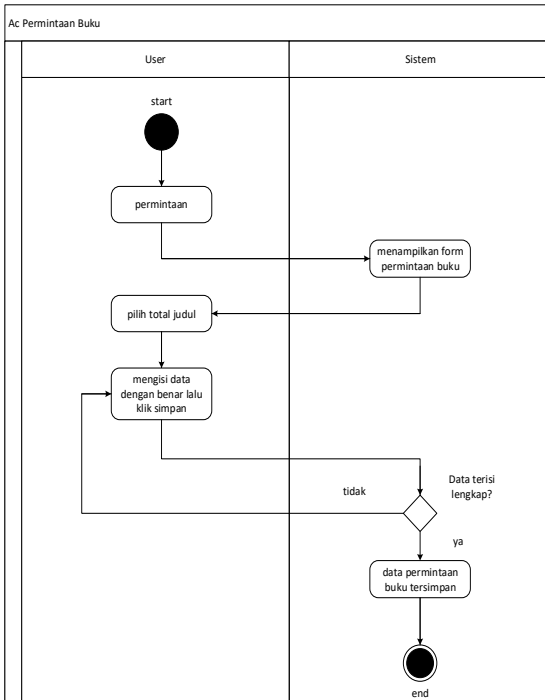 Ac Permintaan Buku
User
Sistem
start
permintaan
menampilkan form
permintaan buku
pilih total judul
mengisi data
dengan benar lalu
klik simpan
Data terisi
lengkap?
tidak
ya
data permintaan
buku tersimpan
end